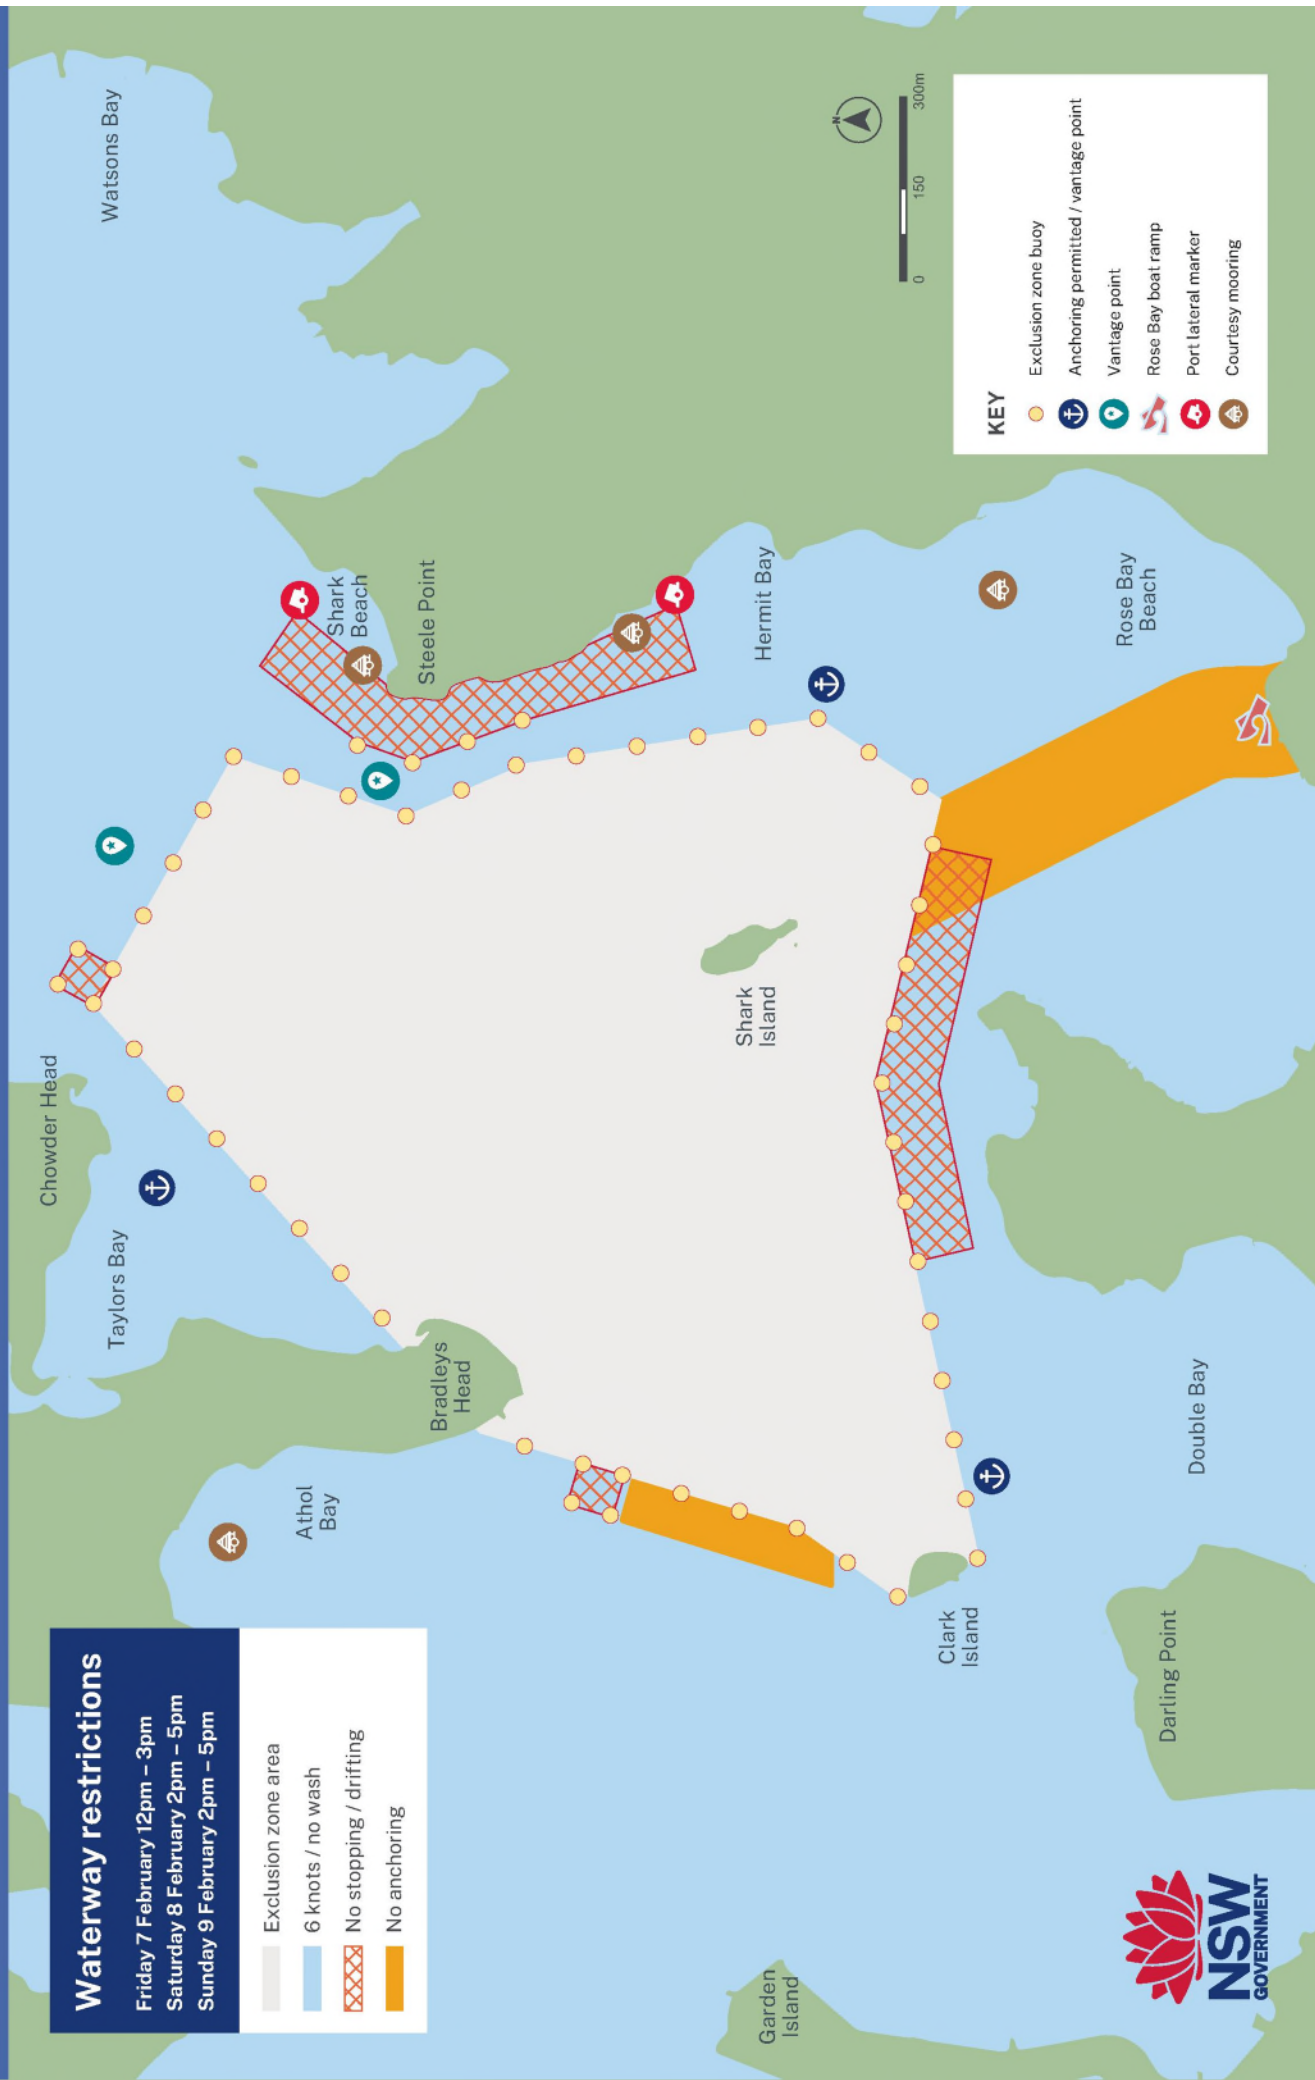 Waterway restrictions
Friday 7 February 12pm – 3pm
Saturday 8 February 2pm – 5pm
Sunday 9 February 2pm – 5pm
Exclusion zone area
6 knots / no wash
No stopping / drifting
No anchoring
Athol
Bay
Taylors Bay
Chowder Head
Watsons Bay
Bradleys
Head
Shark
Beach
Steele Point
Shark
Island
Hermit Bay
Garden
Island
Clark
Island
Darling Point
Double Bay
Rose Bay
Beach
N
0
150
300m
KEY
Exclusion zone buoy
Anchoring permitted / vantage point
Vantage point
Rose Bay boat ramp
Port lateral marker
Courtesy mooring
NSW
GOVERNMENT